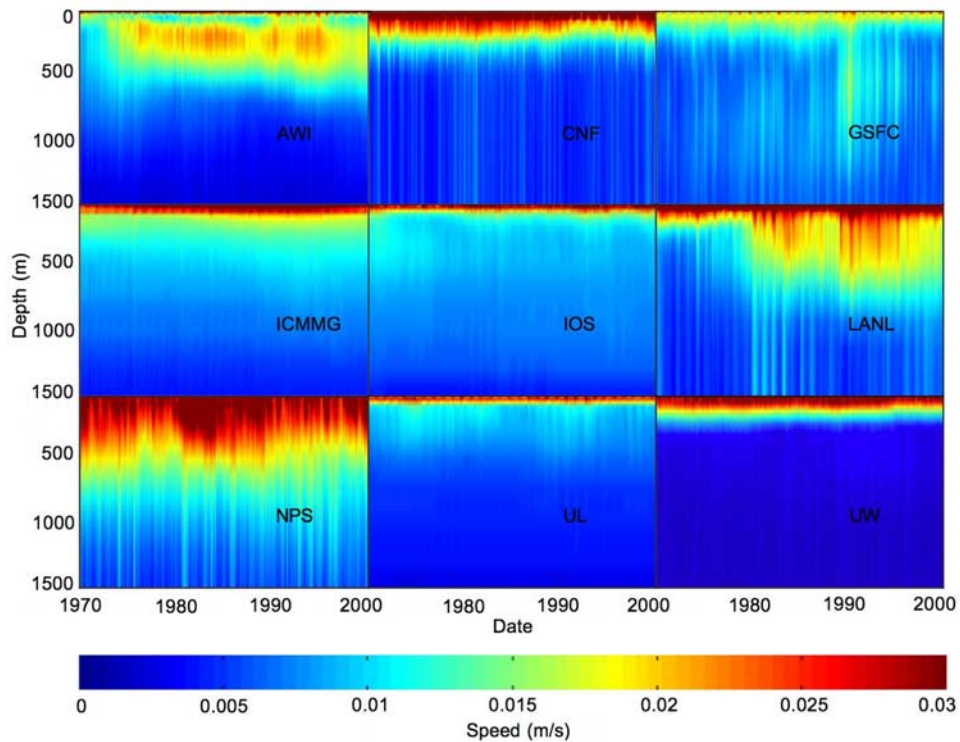 0
500
1000
1500
500
1000
1500
500
1000
1500
Depth (m)
AWI CNF GSFC
ICMMG IOS LANL
NPS UL UW
1970 1980 1990 2000 1980 1990 2000 1980 1990 2000
Date
0 0.005 0.01 0.015 0.02 0.025 0.03
Speed (m/s)